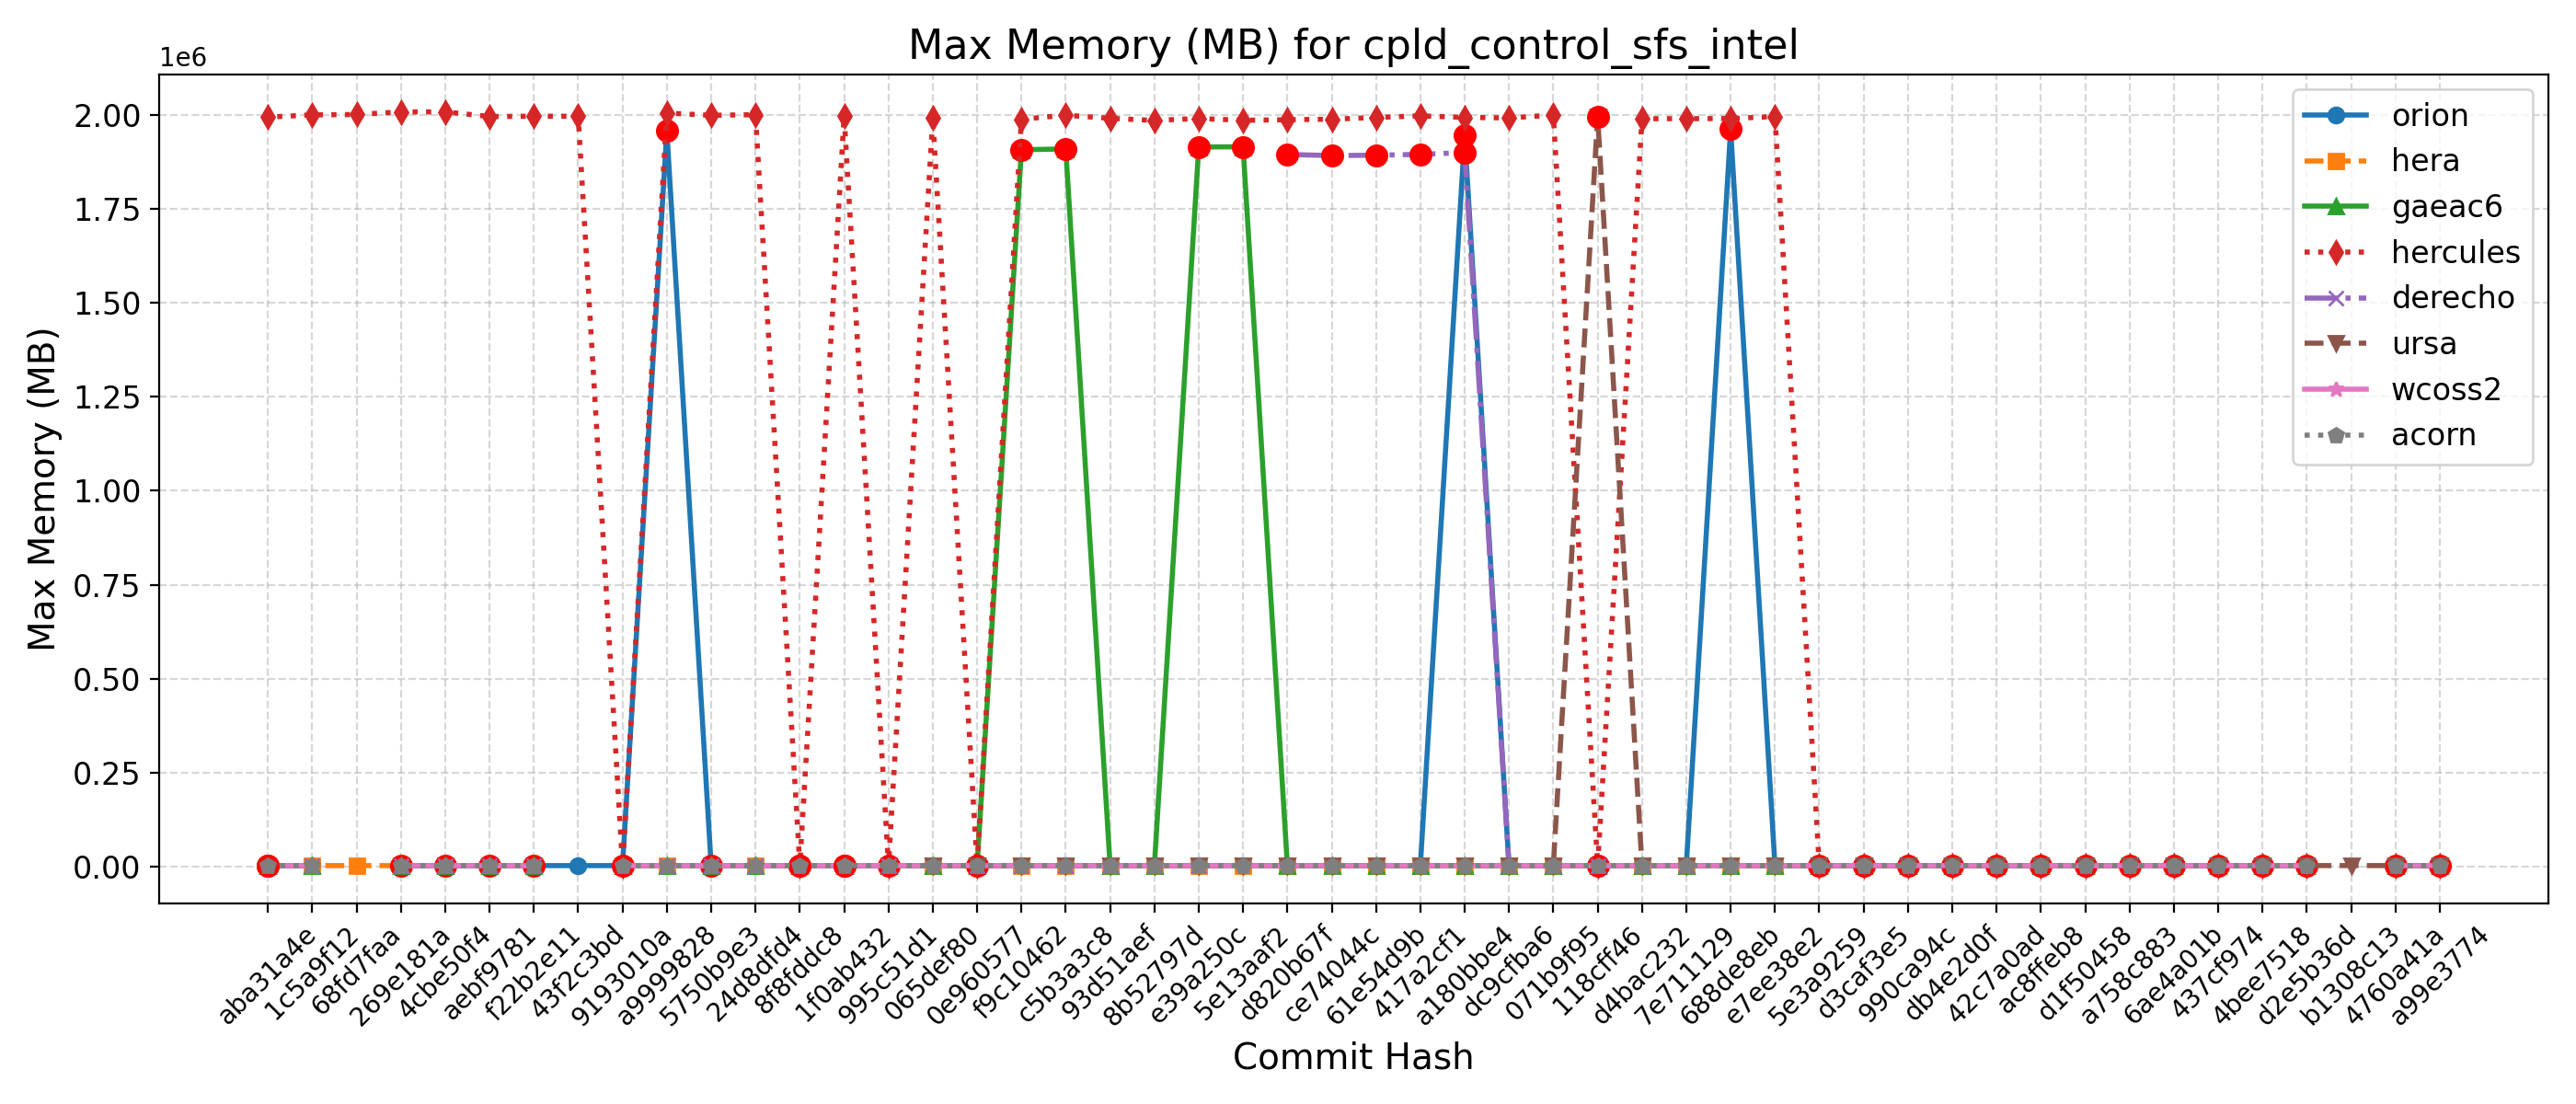 Max Memory (MB) for cpld_control_sfs_intel
1e6
2.00
1.75
1.50
1.25
1.00
0.75
0.50
0.25
0.00
Max Memory (MB)
orion
hera
gaeac6
hercules
derecho
ursa
wcoss2
acorn
aba31a4e
1c5a9f12
68fd7faa
269e181a
4cbe50f4
aebf9781
f22b2e11
43f2c3bd
9193010a
a9999828
5750b9e3
24d8dfd4
8f8fddc8
1f0ab432
995c51d1
065def80
0e960577
f9c10462
c5b3a3c8
93d51aef
8b52797d
e39a250c
5e13aaf2
d820b67f
ce74044c
61e54d9b
417a2cf1
a180bbe4
dc9cfba6
071b9f95
118cff46
d4bac232
7e711129
688de8eb
e7ee38e2
5e3a9259
d3caf3e5
990ca94c
db4e2d0f
42c7a0ad
ac8ffeb8
d1f50458
a758c883
6ae4a01b
437cf974
4bee7518
d2e5b36d
b1308c13
4760a41a
a99e3774
Commit Hash